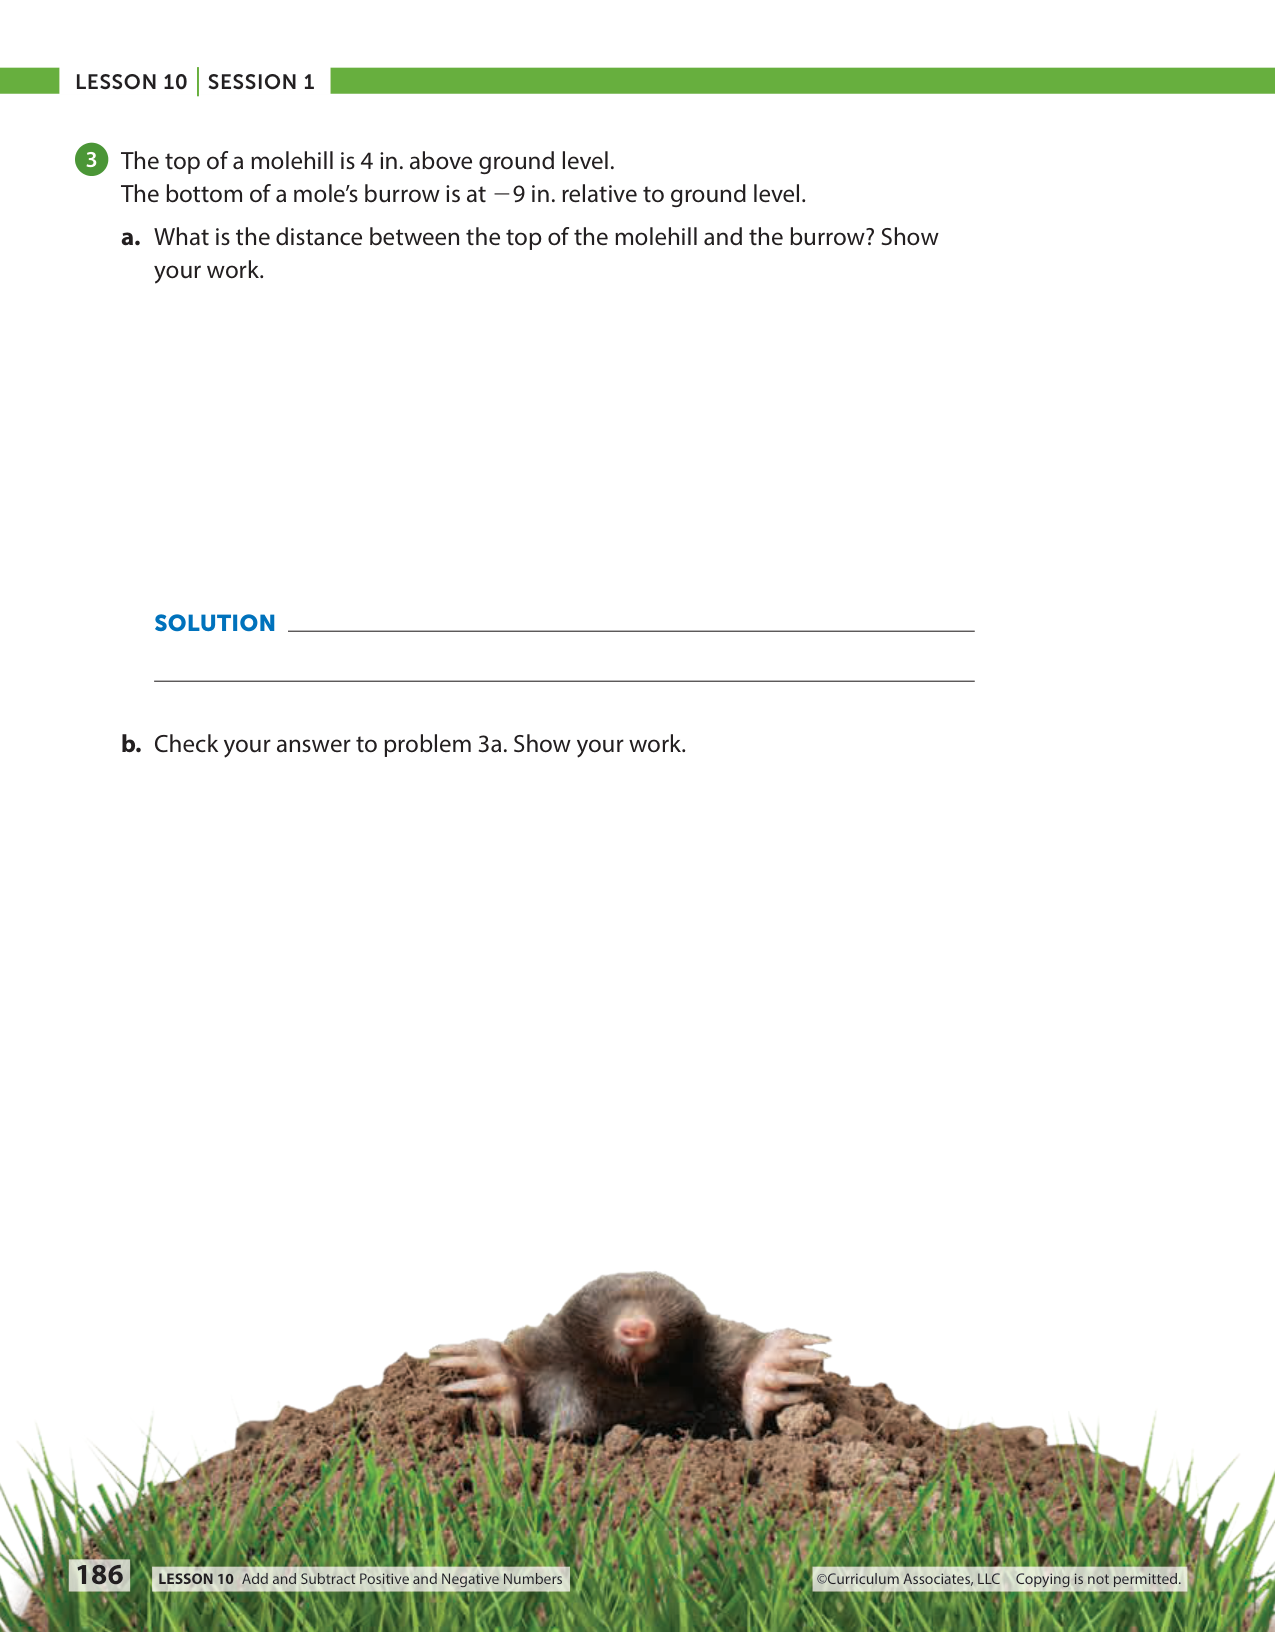 LESSON 10 | SESSION 1
3 The top of a molehill is 4 in. above ground level.
The bottom of a mole’s burrow is at −9 in. relative to ground level.
a. What is the distance between the top of the molehill and the burrow? Show
your work.
SOLUTION
b. Check your answer to problem 3a. Show your work.
186 LESSON 10 Add and Subtract Positive and Negative Numbers ©Curriculum Associates, LLC Copying is not permitted.